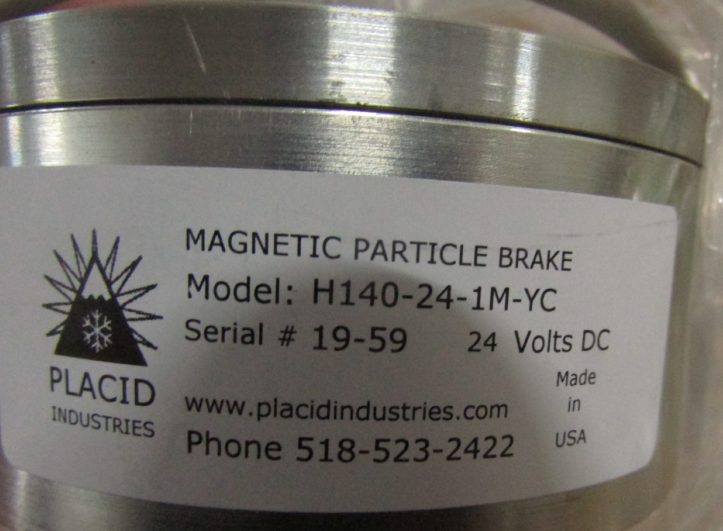 MAGNETIC PARTICLE BRAKE
Model: H140-24-1M-YC
Serial # 19-59 24 Volts DC
PLACID
INDUSTRIES
www.placidindustries.com
Phone 518-523-2422
Made
in
USA